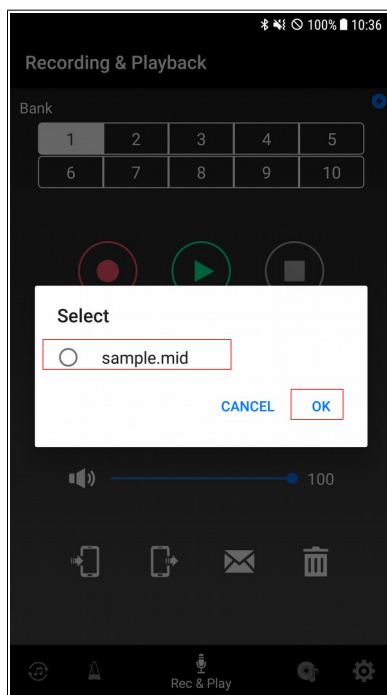 100% 10:36
Recording & Playback
Bank
1 2 3 4 5
6 7 8 9 10
Select
sample.mid
CANCEL OK
100
Rec & Play